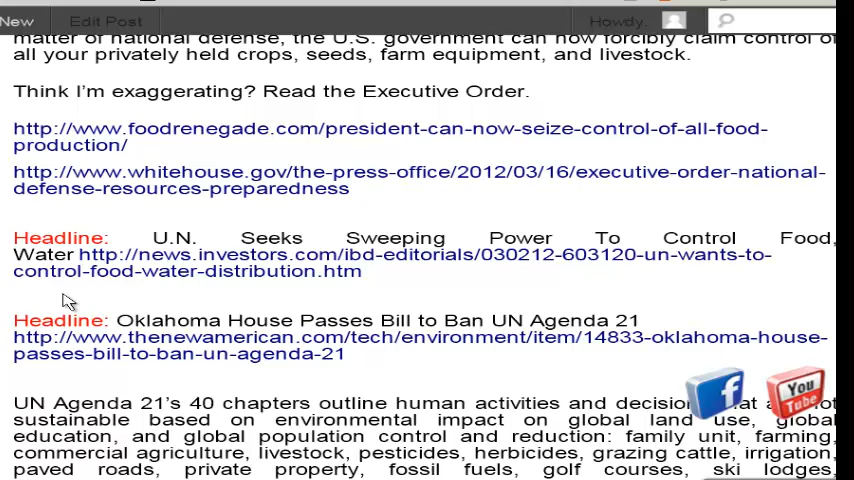 New Edit Post Howdy,
matter of national defense, the U.S. government can now forcibly claim control of
all your privately held crops, seeds, farm equipment, and livestock.
Think I'm exaggerating? Read the Executive Order.
http://www.foodrenegade.com/president-can-now-seize-control-of-all-food-
production/
http://www.whitehouse.gov/the-press-office/2012/03/16/executive-order-national-
defense-resources-preparedness
Headline: U.N. Seeks Sweeping Power To Control Food,
Water http://news.investors.com/ibd-editorials/030212-603120-un-wants-to-
control-food-water-distribution.htm
Headline: Oklahoma House Passes Bill to Ban UN Agenda 21
http://www.thenewamerican.com/tech/environment/item/14833-oklahoma-house-
passes-bill-to-ban-un-agenda-21
UN Agenda 21's 40 chapters outline human activities and
sustainable based on environmental impact on global land use, global
education, and global population control and reduction: family unit, farming,
commercial agriculture, livestock, pesticides, herbicides, grazing cattle, irrigation,
paved roads, private property, fossil fuels, golf courses, ski lodges,
f
You
Tube